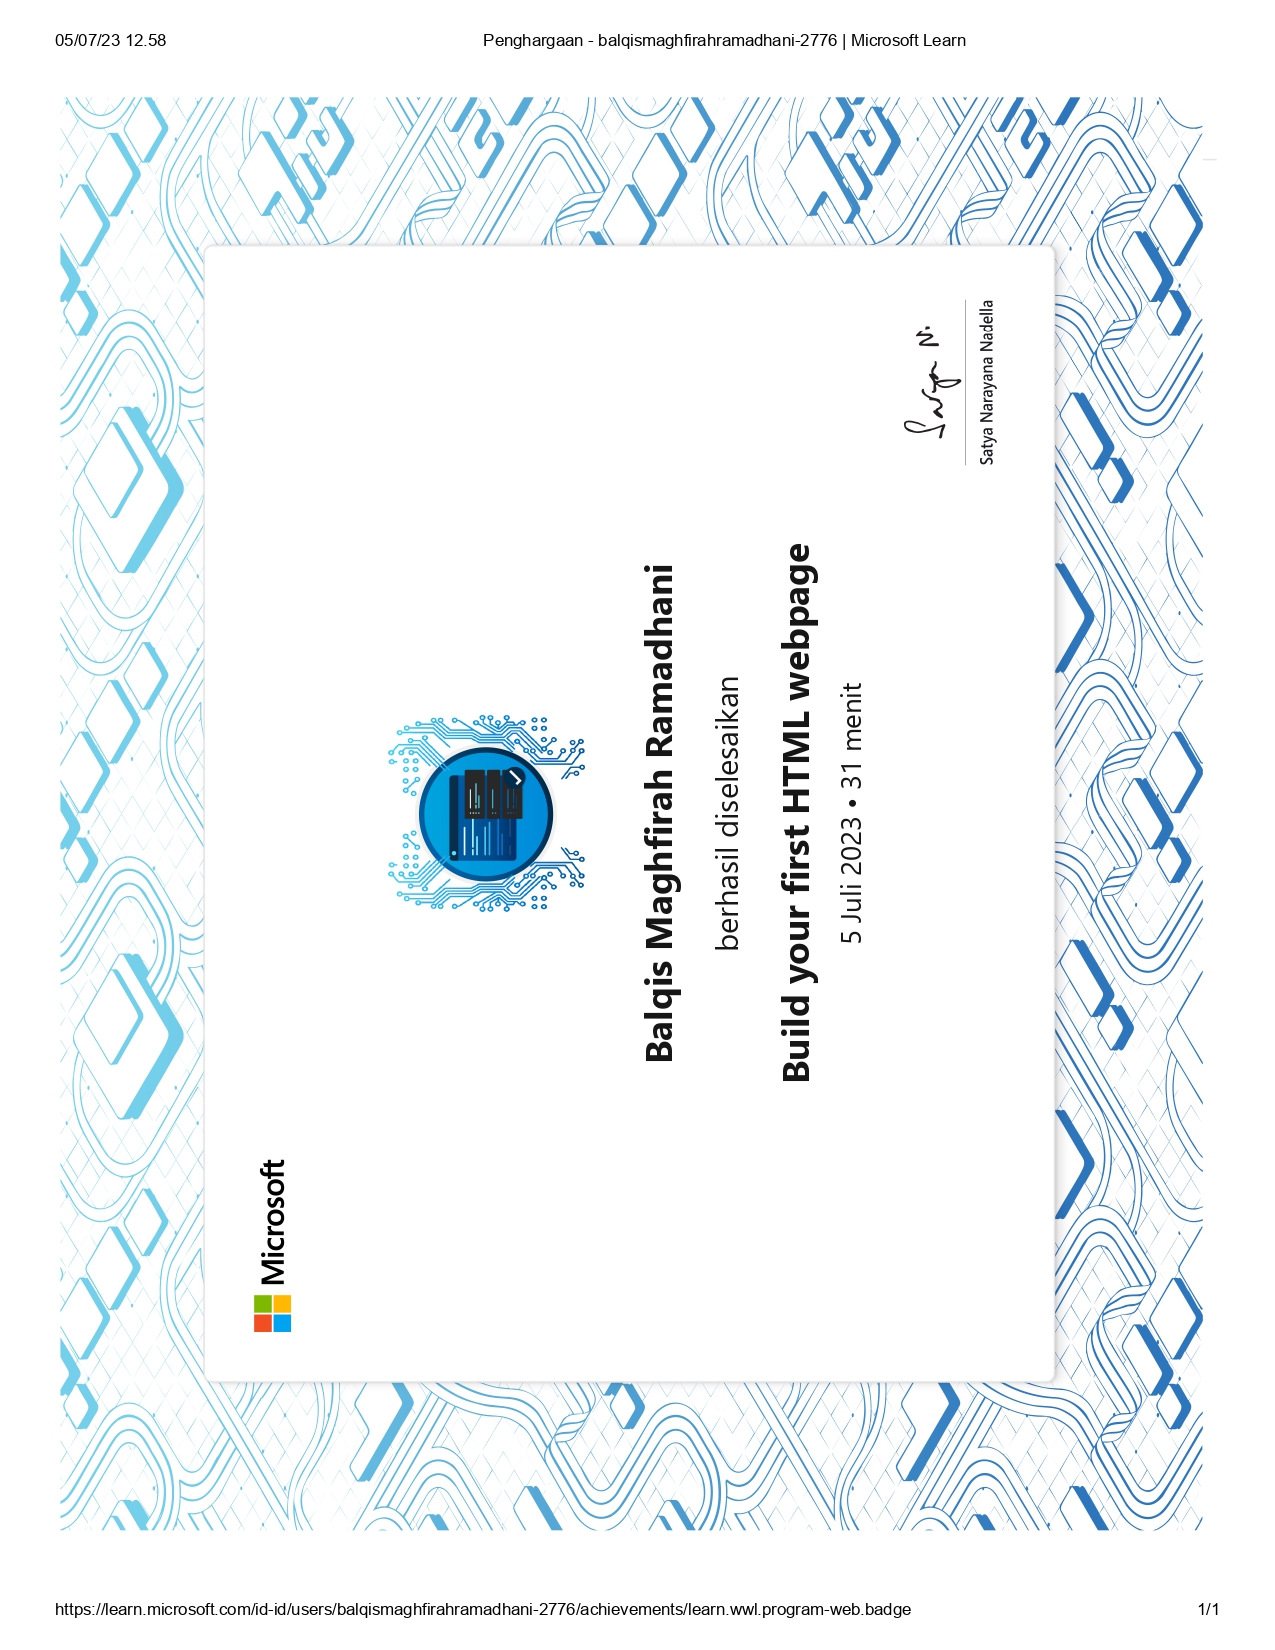 05/07/23 12.58
Penghargaan - balqismaghfirahramadhani-2776 | Microsoft Learn
Microsoft
Balqis Maghfirah Ramadhani
berhasil diselesaikan
Build your first HTML webpage
5 Juli 2023 • 31 menit
Satya N.
Satya Narayana Nadella
https://learn.microsoft.com/id-id/users/balqismaghfirahramadhani-2776/achievements/learn.wwl.program-web.badge
1/1